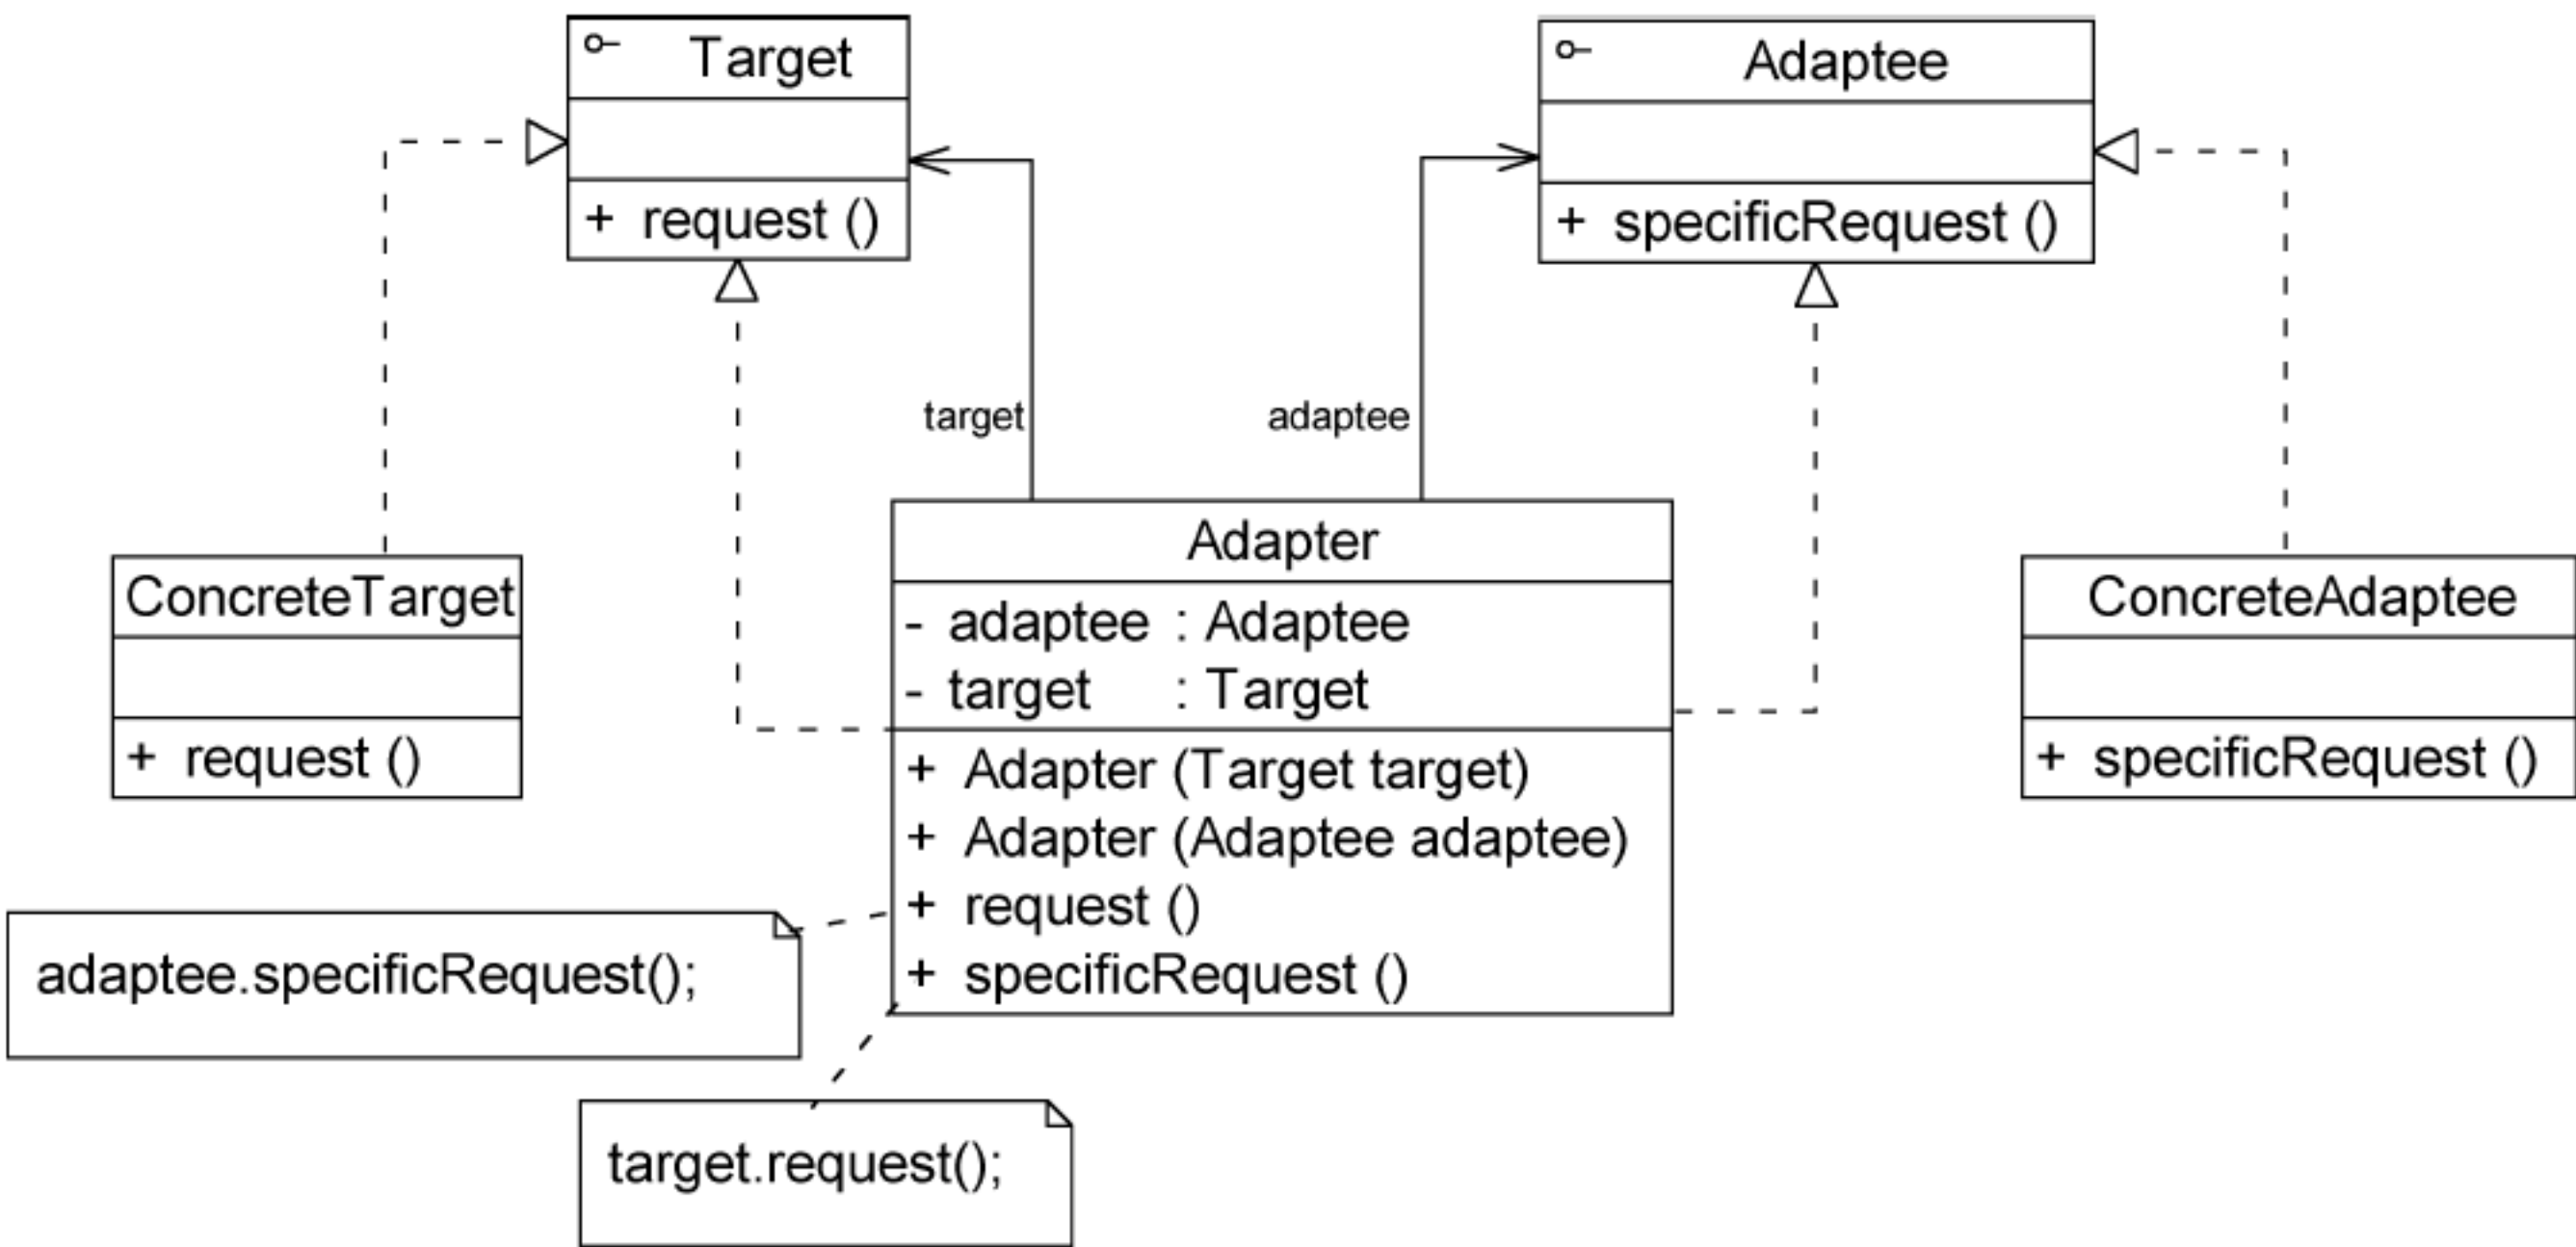 Target
+ request ()
Adaptee
+ specificRequest ()
target
adaptee
ConcreteTarget
+ request ()
Adapter
- adaptee : Adaptee
- target : Target
+ Adapter (Target target)
+ Adapter (Adaptee adaptee)
+ request ()
+ specificRequest ()
ConcreteAdaptee
+ specificRequest ()
adaptee.specificRequest();
target.request();